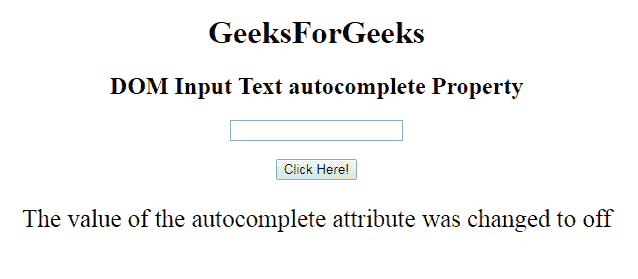 GeeksForGeeks
DOM Input Text autocomplete Property
Click Here!
The value of the autocomplete attribute was changed to off